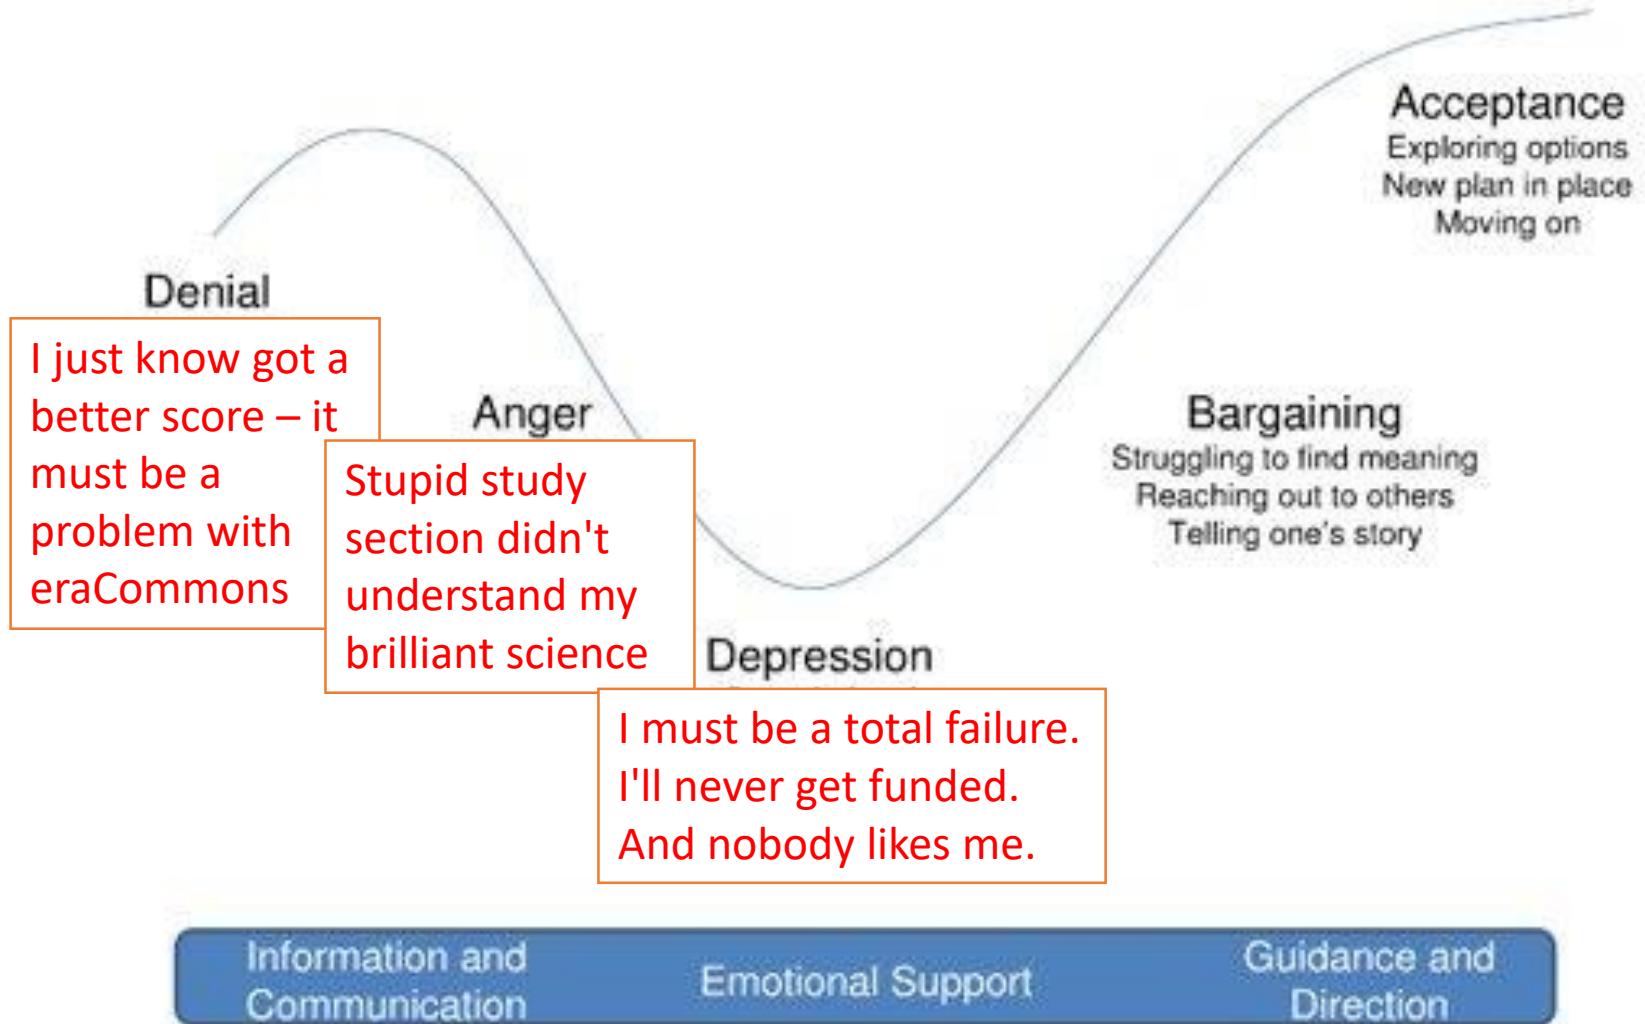 Acceptance
Exploring options
New plan in place
Moving on
Denial
I just know got a
better score – it
must be a
problem with
eraCommons
Anger
Stupid study
section didn't
understand my
brilliant science
Bargaining
Struggling to find meaning
Reaching out to others
Telling one's story
Depression
I must be a total failure.
I'll never get funded.
And nobody likes me.
Information and
Communication
Emotional Support
Guidance and
Direction